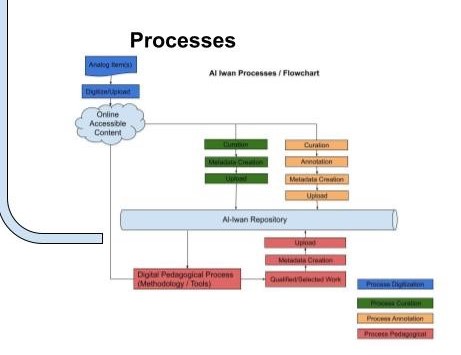 Processes
Al Iwan Processes / Flowchart
Analog Item(s)
Digitize/Upload
Online
Accessible
Content
Curation
Metadata Creation
Upload
Curation
Annotation
Metadata Creation
Upload
Al-Iwan Repository
Upload
Metadata Creation
Qualified/Selected Work
Digital Pedagogical Process
(Methodology / Tools)
Process Digitization
Process Curation
Process Annotation
Process Pedagogical